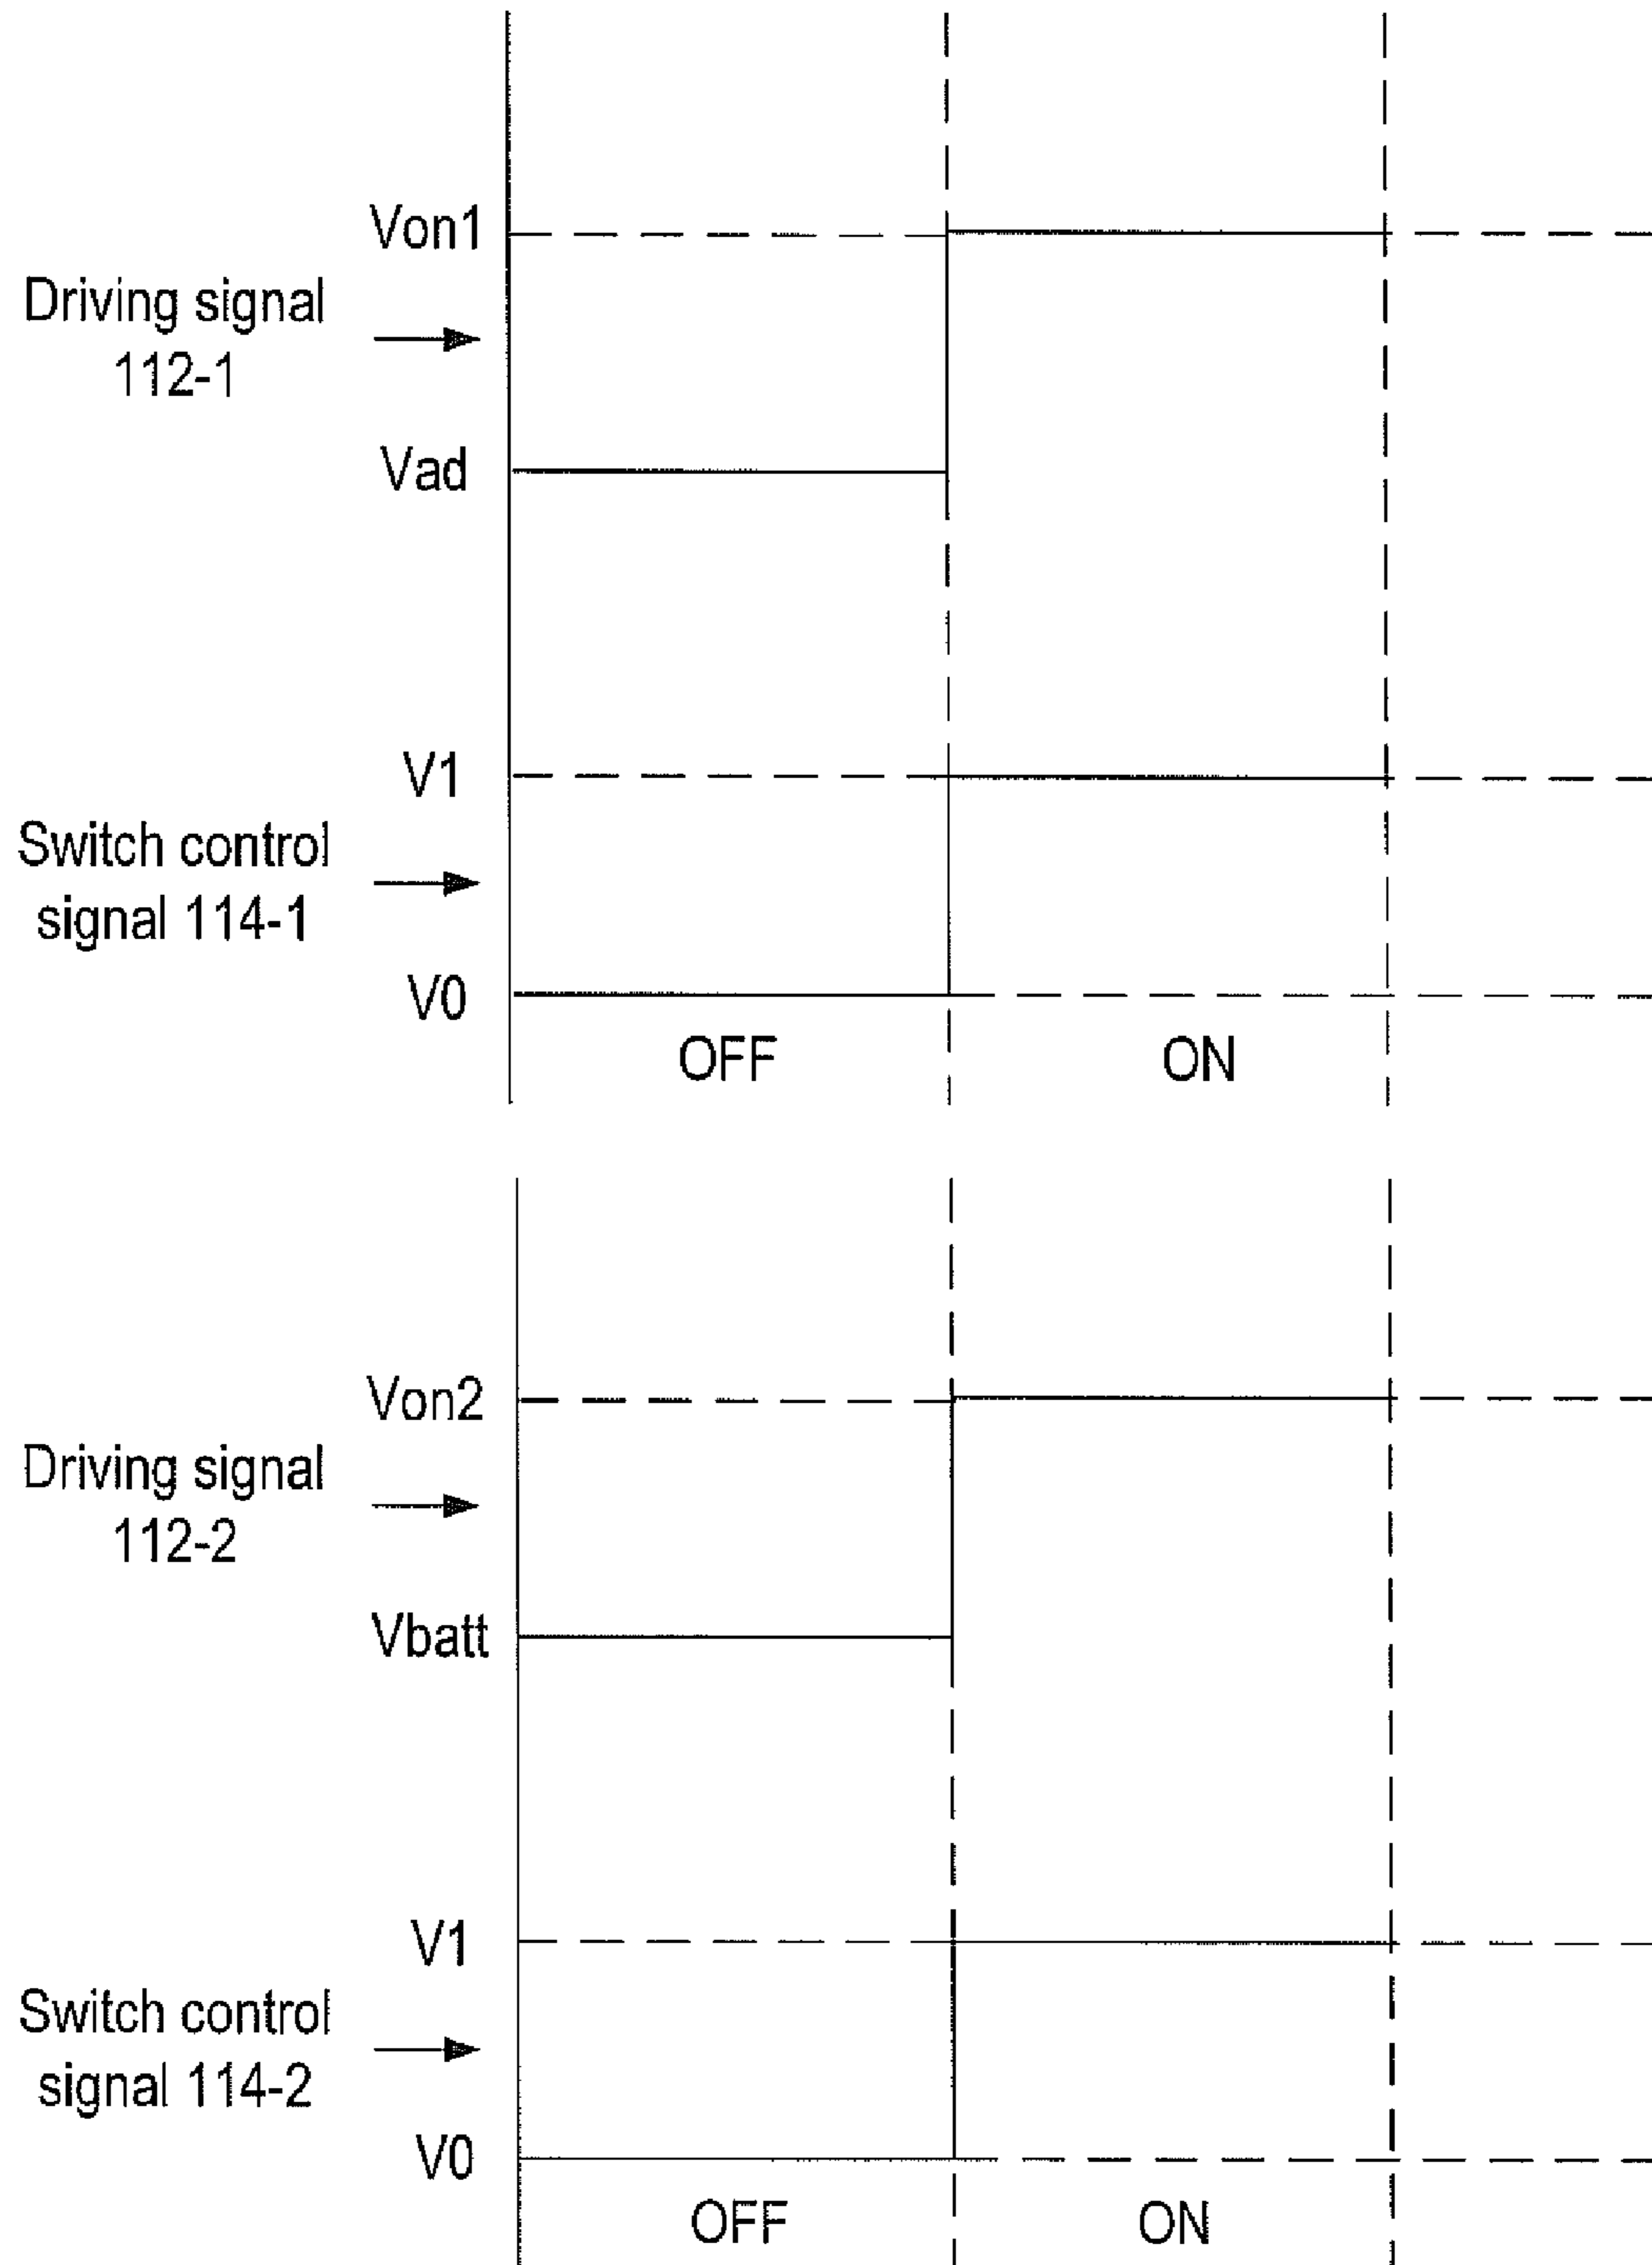 Von1
Driving signal
112-1
Vad
V1
Switch control
signal 114-1
V0
OFF ON
Von2
Driving signal
112-2
Vbatt
V1
Switch control
signal 114-2
V0
OFF ON